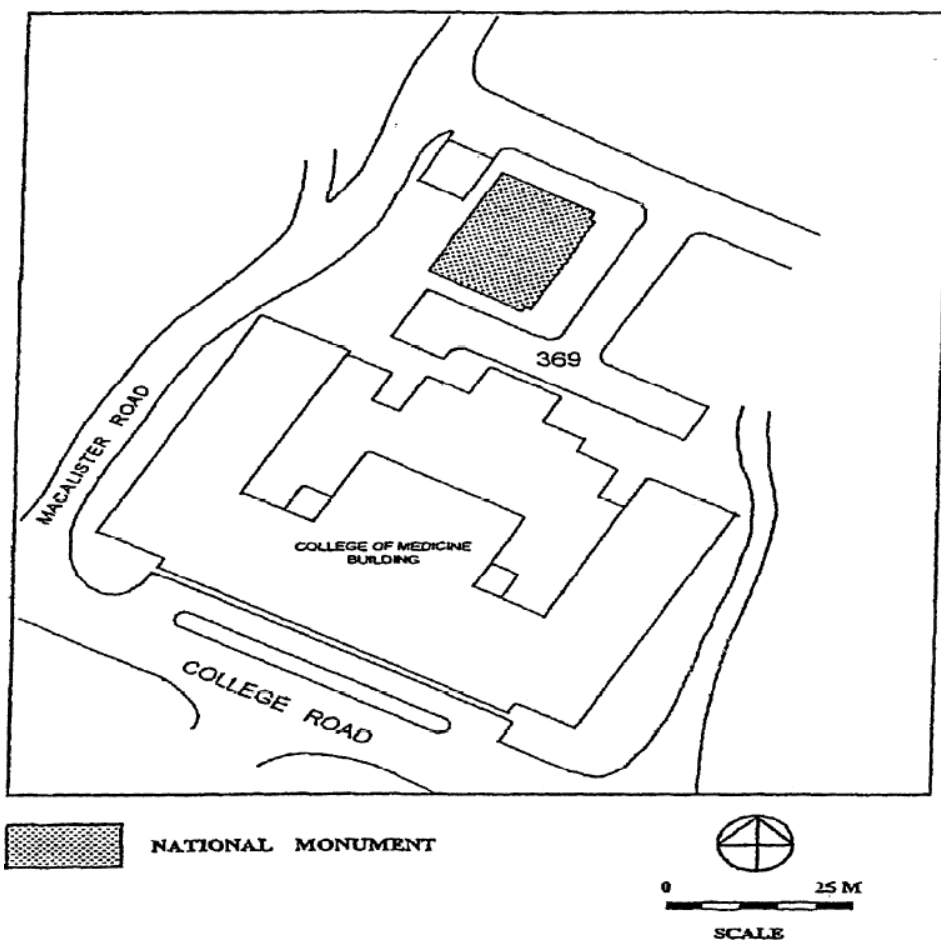 369
MACALISTER ROAD
COLLEGE OF MEDICINE
BUILDING
COLLEGE ROAD
NATIONAL MONUMENT
0 25 M
SCALE